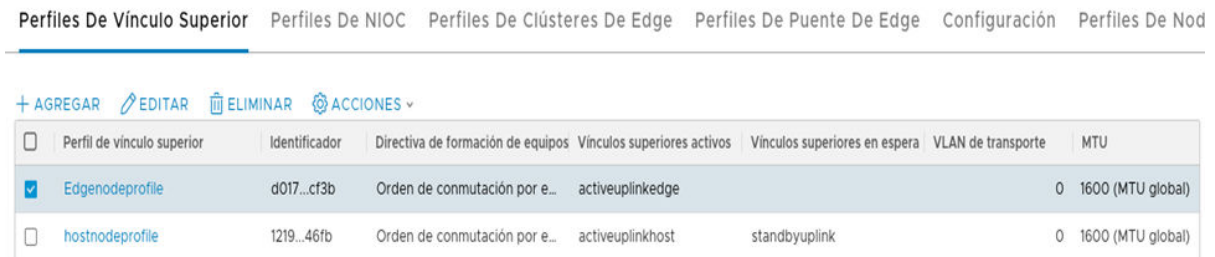 Perfiles De Vínculo Superior Perfiles De NIOC Perfiles De Clústeres De Edge Perfiles De Puente De Edge Configuración Perfiles De Nod
+ AGREGAR EDITAR ELIMINAR ACCIONES
Perfil de vínculo superior Identificador Directiva de formación de equipos Vínculos superiores activos Vínculos superiores en espera VLAN de transporte MTU
Edgenodeprofile d017...cf3b Orden de conmutación por e... activeuplinkedge 0 1600 (MTU global)
hostnodeprofile 1219...46fb Orden de conmutación por e... activeuplinkhost standbyuplink 0 1600 (MTU global)